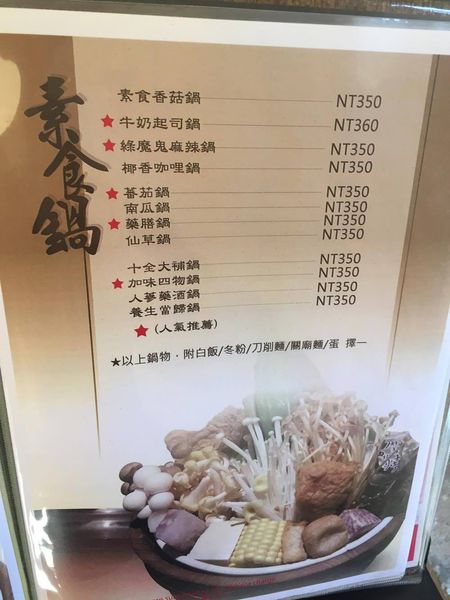 素食鍋
素食香菇鍋 NT350
★牛奶起司鍋 NT360
★綠魔鬼麻辣鍋 NT350
椰香咖哩鍋 NT350
★蕃茄鍋 NT350
南瓜鍋 NT350
★藥膳鍋 NT350
仙草鍋 NT350
十全大補鍋 NT350
★加味四物鍋 NT350
人蔘藥酒鍋 NT350
養生當歸鍋 NT350
★(人氣推薦)
★以上鍋物，附白飯/冬粉/刀削麵/關廟麵/蛋 擇一
change